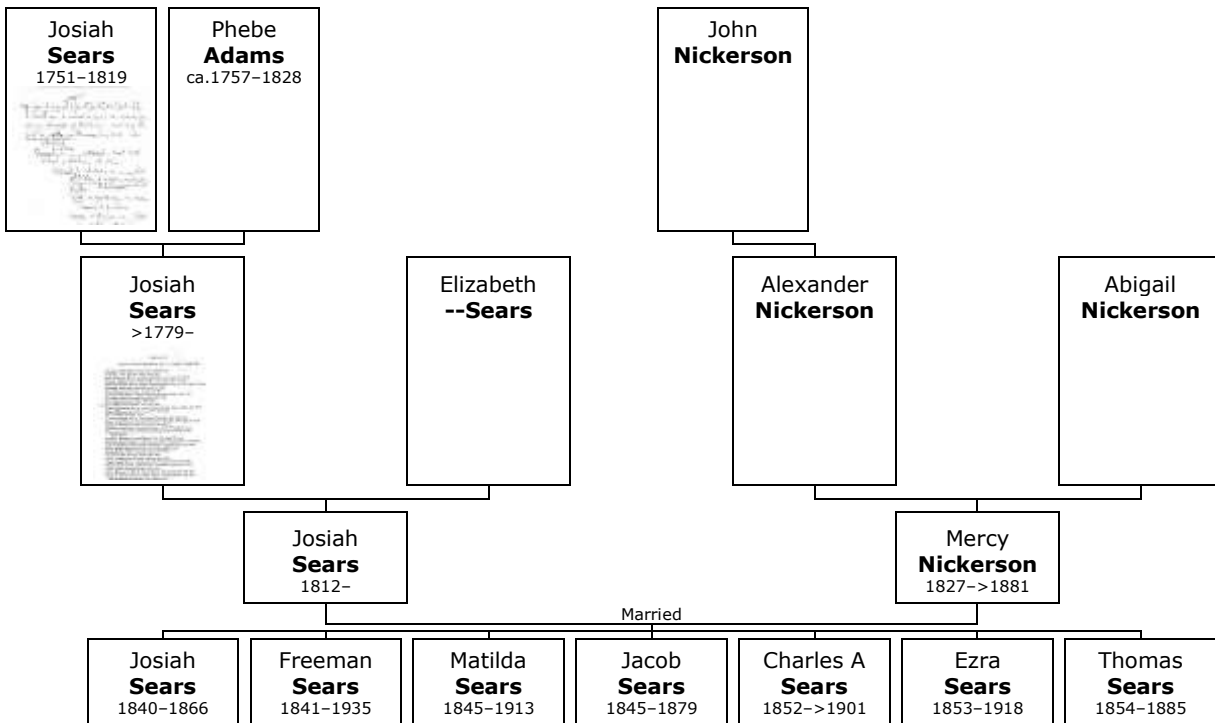 Josiah
Sears
1751–1819
Phebe
Adams
ca.1757–1828
John
Nickerson
Josiah
Sears
>1779–
Elizabeth
--Sears
Alexander
Nickerson
Abigail
Nickerson
Josiah
Sears
1812–
Mercy
Nickerson
1827–>1881
Married
Josiah
Sears
1840–1866
Freeman
Sears
1841–1935
Matilda
Sears
1845–1913
Jacob
Sears
1845–1879
Charles A
Sears
1852–>1901
Ezra
Sears
1853–1918
Thomas
Sears
1854–1885